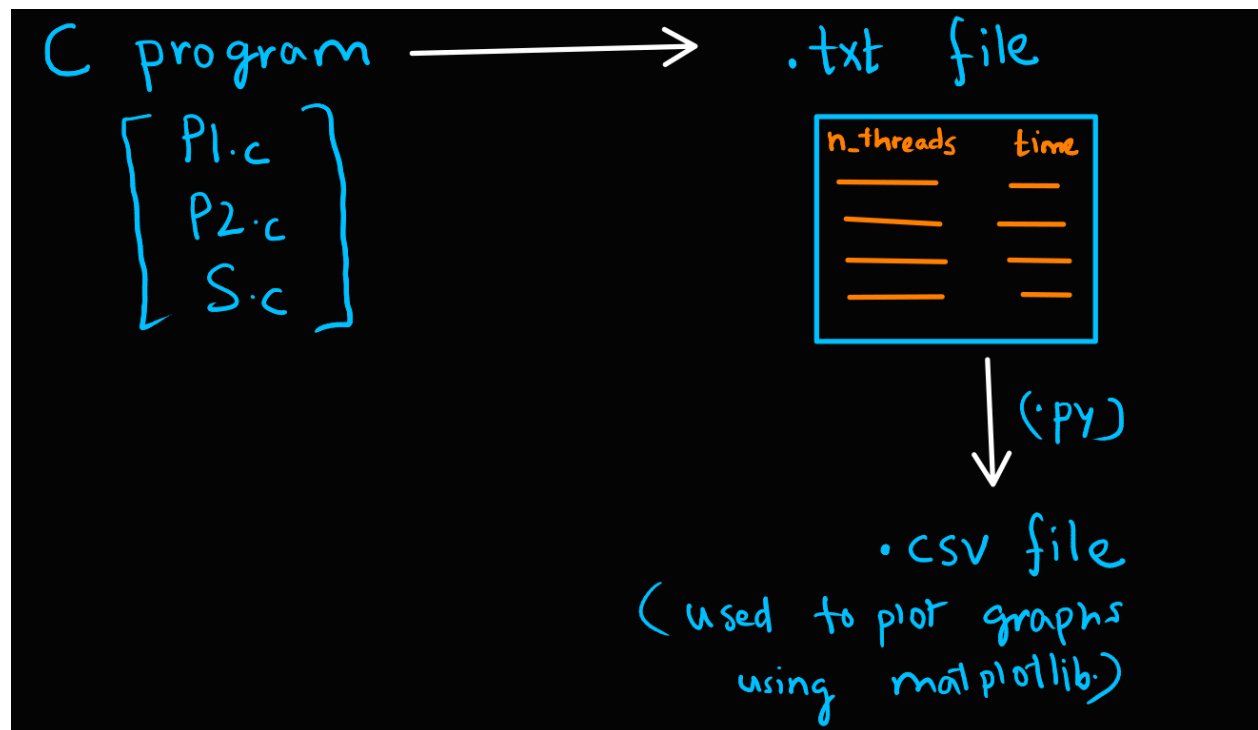 C program
.txt file
P1.c
P2.c
S.c
n_threads time
(.py)
.csv file
(used to plot graphs
using matplotlib.)